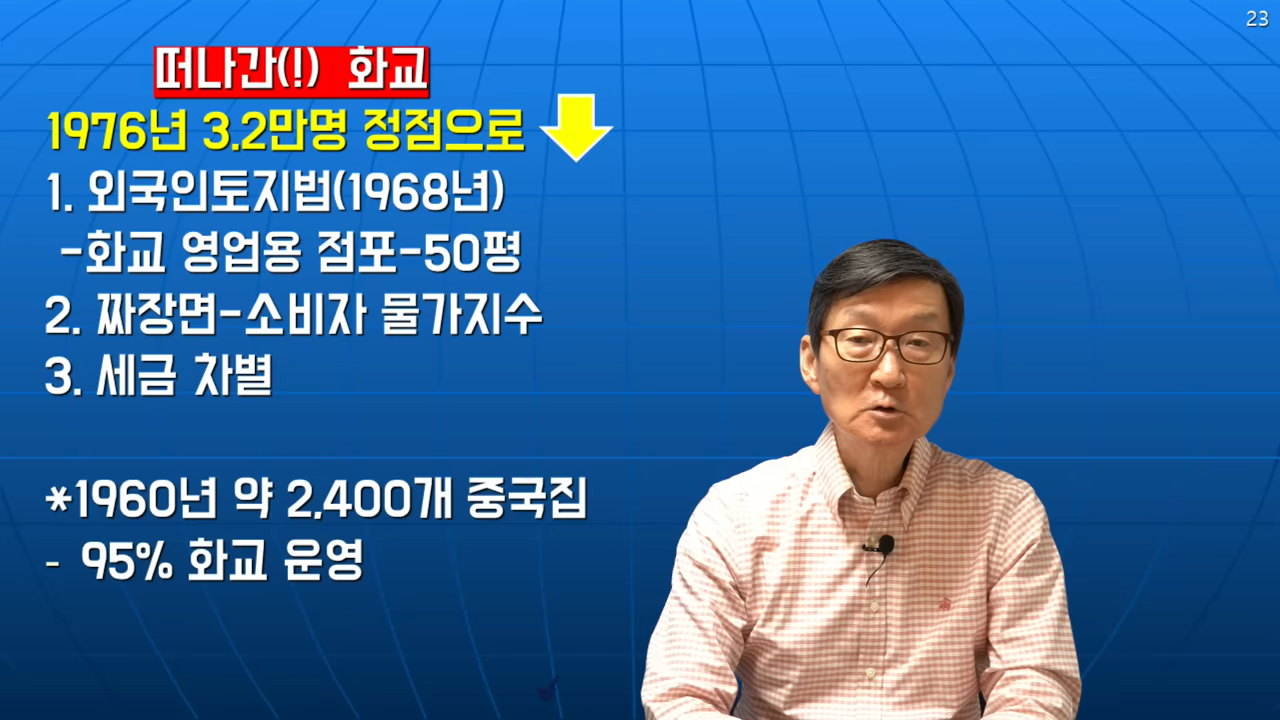 23
떠나간(!) 화교
1976년 3.2만명 정점으로
1. 외국인토지법(1968년)
-화교 영업용 점포-50평
2. 짜장면-소비자 물가지수
3. 세금 차별
*1960년 약 2,400개 중국집
- 95% 화교 운영